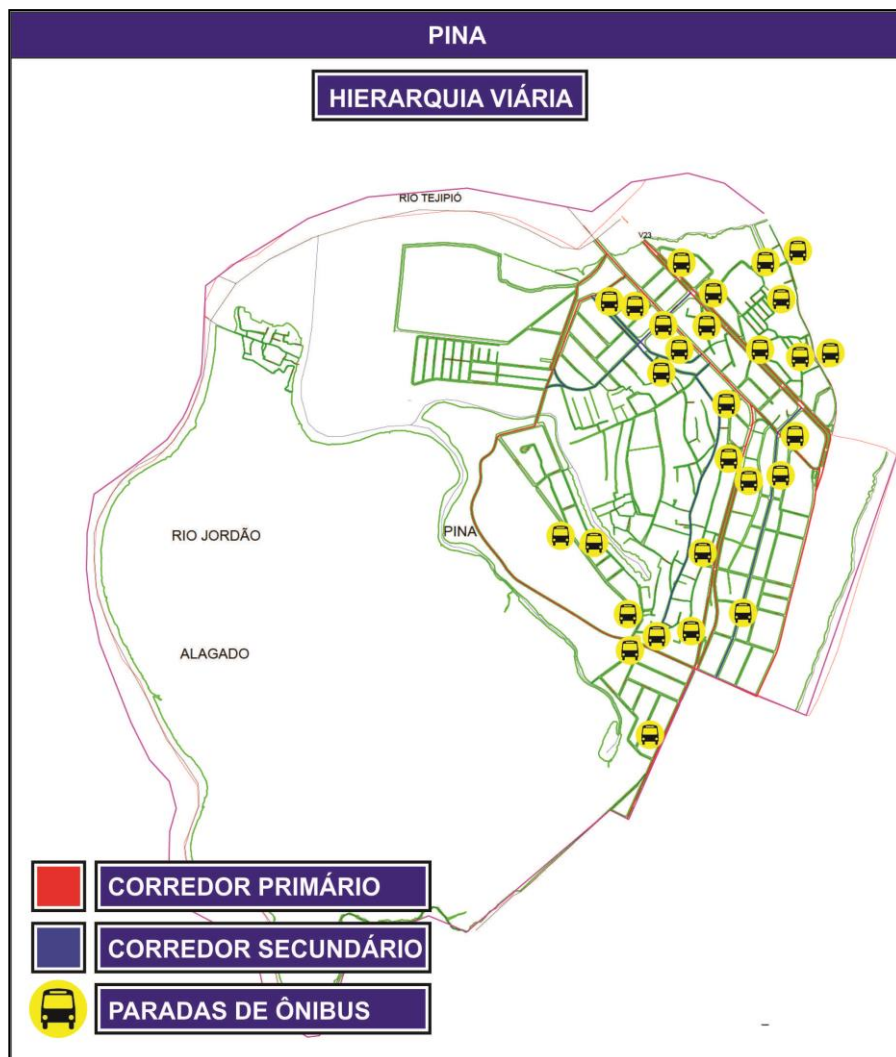 PINA
HIERARQUIA VIÁRIA
RIO TEJIPIÓ
V23
RIO JORDÃO
PINA
ALAGADO
CORREDOR PRIMÁRIO
CORREDOR SECUNDÁRIO
PARADAS DE ÔNIBUS